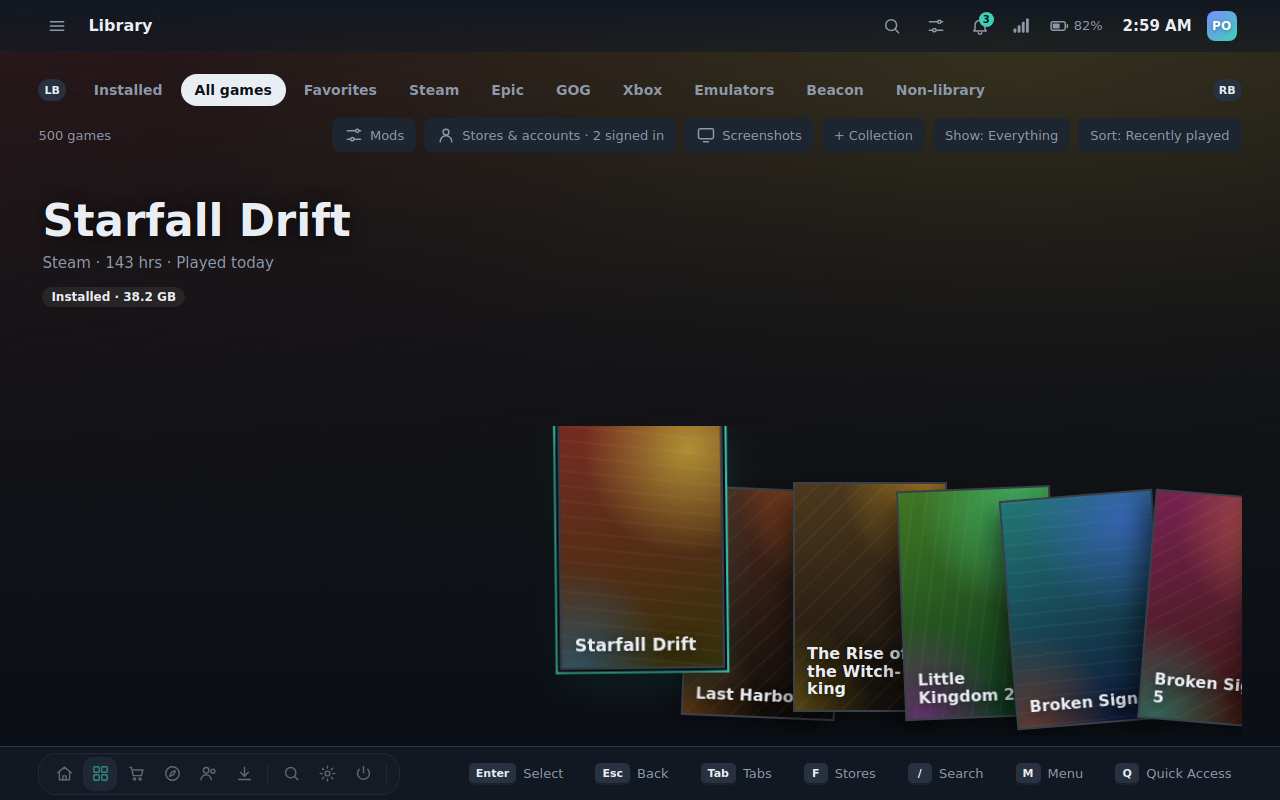 Library
3
82%
2:59 AM
PO
LB
Installed
All games
Favorites
Steam
Epic
GOG
Xbox
Emulators
Beacon
Non-library
RB
500 games
Mods
Stores & accounts · 2 signed in
Screenshots
+ Collection
Show: Everything
Sort: Recently played
Starfall Drift
Steam · 143 hrs · Played today
Installed · 38.2 GB
Starfall Drift
Last Harbo
The Rise of
the Witch-
king
Little
Kingdom 2
Broken Sign
Broken Sig
5
Enter Select
Esc Back
Tab Tabs
F Stores
/ Search
M Menu
Q Quick Access